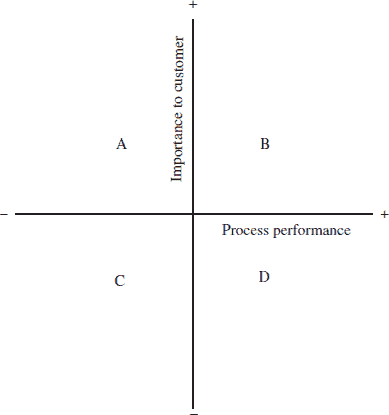 +
Importance to customer
A
B
–
+
Process performance
C
D
–